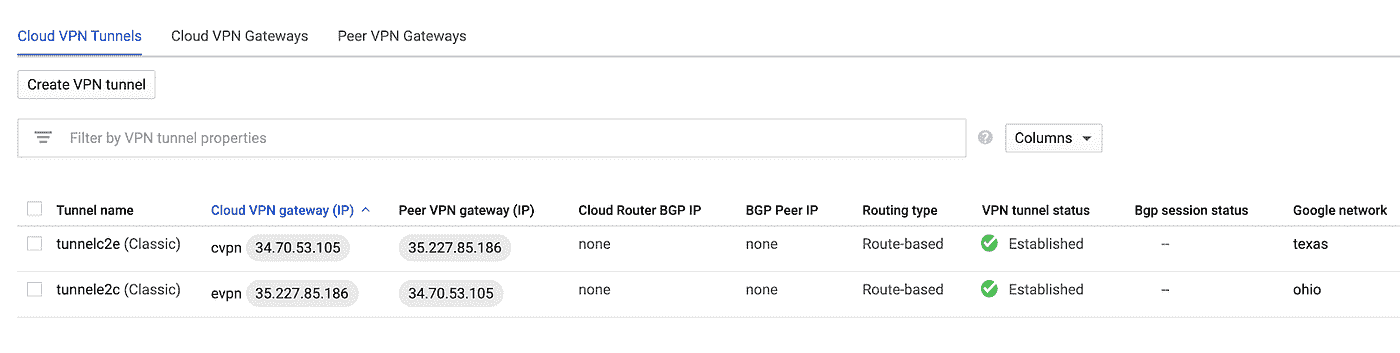 Cloud VPN Tunnels Cloud VPN Gateways Peer VPN Gateways
Create VPN tunnel
Filter by VPN tunnel properties ? Columns
Tunnel name Cloud VPN gateway (IP) Peer VPN gateway (IP) Cloud Router BGP IP BGP Peer IP Routing type VPN tunnel status Bgp session status Google network
tunnelc2e (Classic) cvpn 34.70.53.105 35.227.85.186 none none Route-based Established -- texas
tunnele2c (Classic) evpn 35.227.85.186 34.70.53.105 none none Route-based Established -- ohio